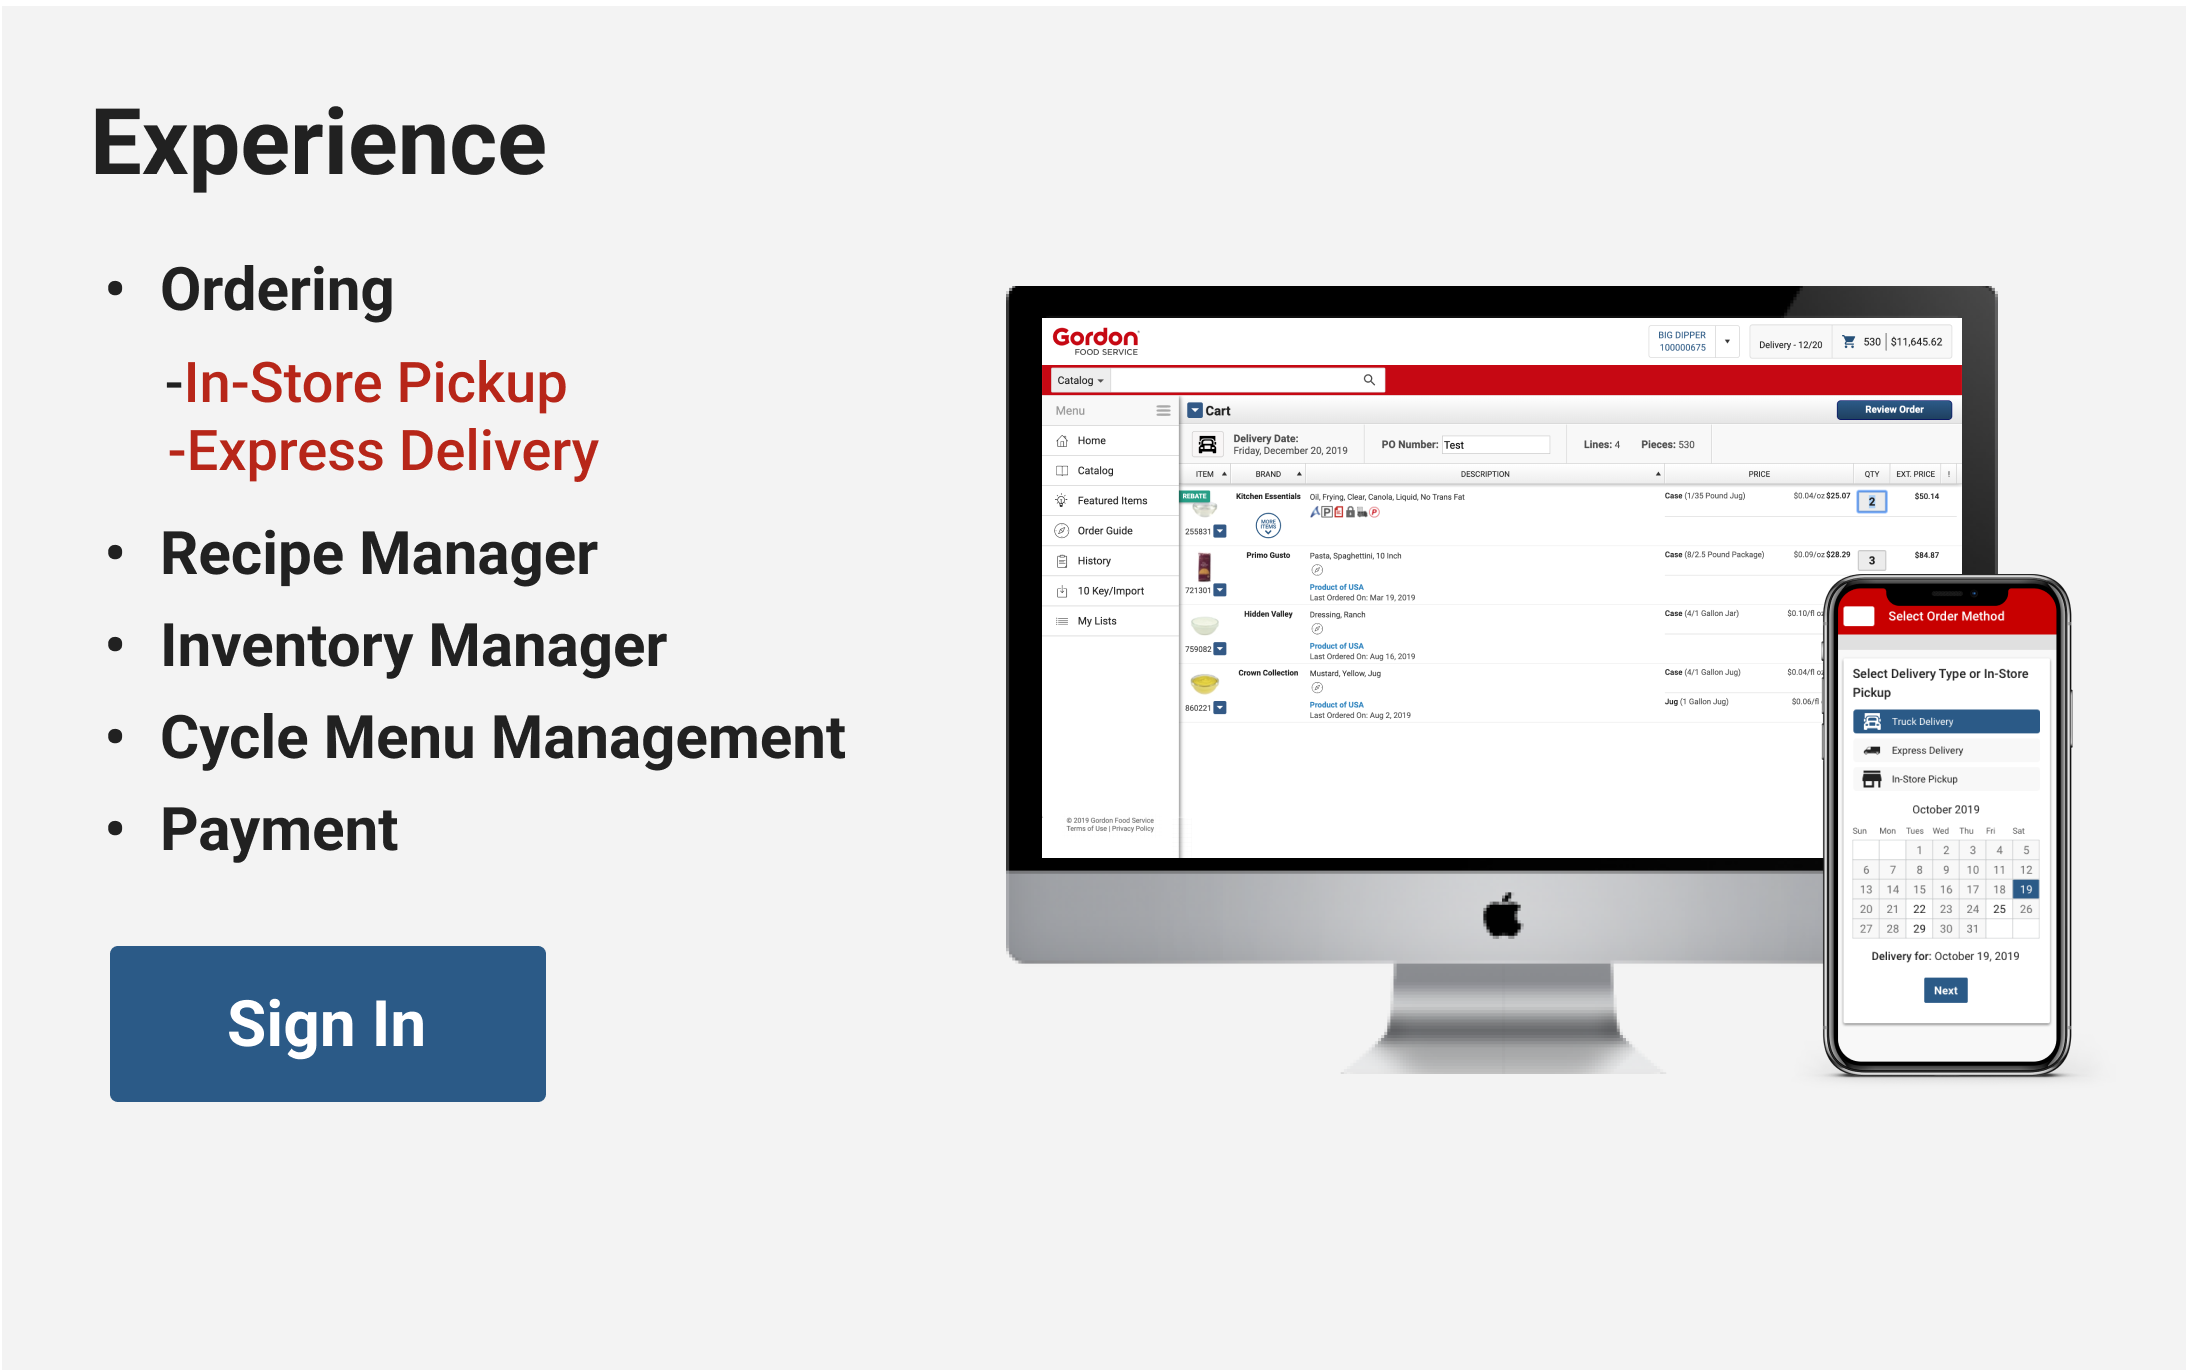 Experience
• Ordering
-In-Store Pickup
-Express Delivery
• Recipe Manager
• Inventory Manager
• Cycle Menu Management
• Payment
Sign In
Gordon
FOOD SERVICE
BIG DIPPER
100000675
Delivery - 12/20
530 | $11,645.62
Catalog
Menu
Home
Catalog
Featured Items
Order Guide
History
10 Key/Import
My Lists
© 2019 Gordon Food Service
Terms of Use | Privacy Policy
Cart
Review Order
Delivery Date:
Friday, December 20, 2019
PO Number: Test
Lines: 4 Pieces: 530
ITEM BRAND DESCRIPTION PRICE QTY EXT. PRICE !
REBATE
Kitchen Essentials Oil, Frying, Clear, Canola, Liquid, No Trans Fat Case (1/35 Pound Jug) $0.04/oz $25.07 2 $50.14
MORE
ITEMS
255831
Primo Gusto Pasta, Spaghettini, 10 Inch Case (8/2.5 Pound Package) $0.09/oz $28.29 3 $84.87
Product of USA
721301 Last Ordered On: Mar 19, 2019
Hidden Valley Dressing, Ranch Case (4/1 Gallon Jar) $0.10/fl
Product of USA
759082 Last Ordered On: Aug 16, 2019
Crown Collection Mustard, Yellow, Jug Case (4/1 Gallon Jug) $0.04/fl
Product of USA Jug (1 Gallon Jug) $0.06/fl
860221 Last Ordered On: Aug 2, 2019
Select Order Method
Select Delivery Type or In-Store
Pickup
Truck Delivery
Express Delivery
In-Store Pickup
October 2019
Sun Mon Tues Wed Thu Fri Sat
1 2 3 4 5
6 7 8 9 10 11 12
13 14 15 16 17 18 19
20 21 22 23 24 25 26
27 28 29 30 31
Delivery for: October 19, 2019
Next